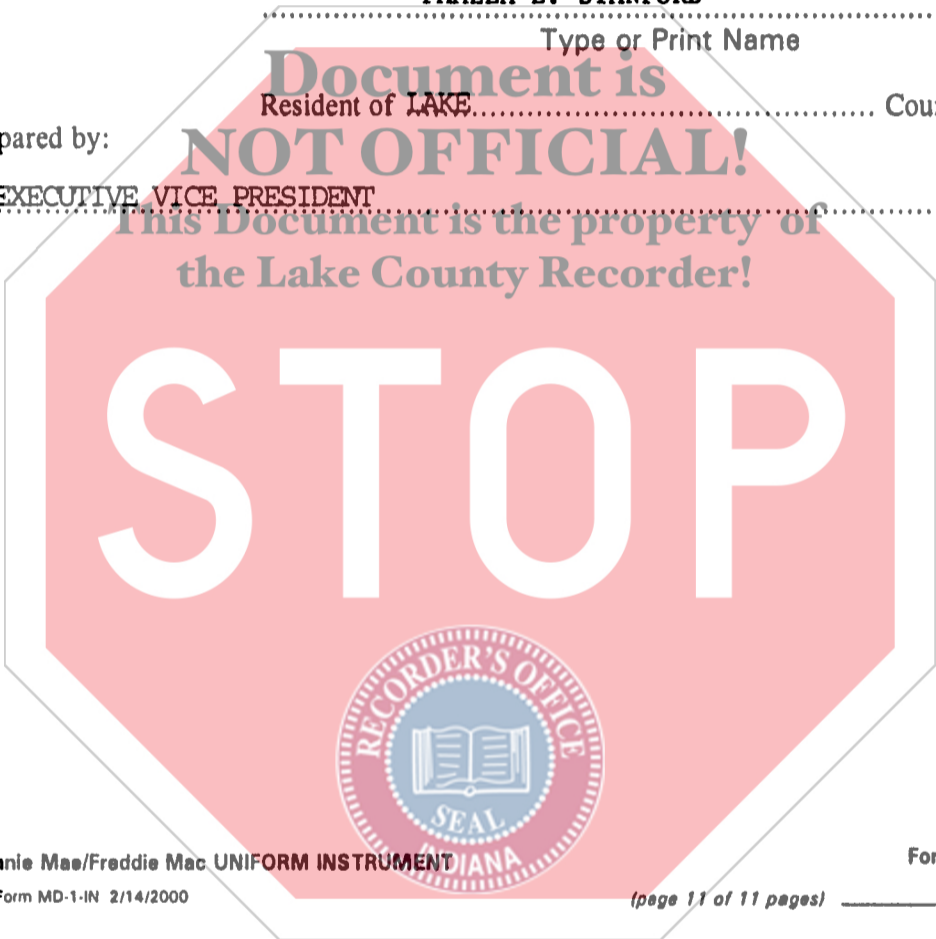 Type or Print Name
Document is
Resident of LAKE Cou
pared by:
NOT OFFICIAL!
EXECUTIVE VICE PRESIDENT
This Document is the property of
the Lake County Recorder!
STOP
RECORDER'S OFFICE
SEAL
INDIANA
nnie Mae/Freddie Mac UNIFORM INSTRUMENT
For
Form MD-1-IN 2/14/2000
(page 11 of 11 pages)